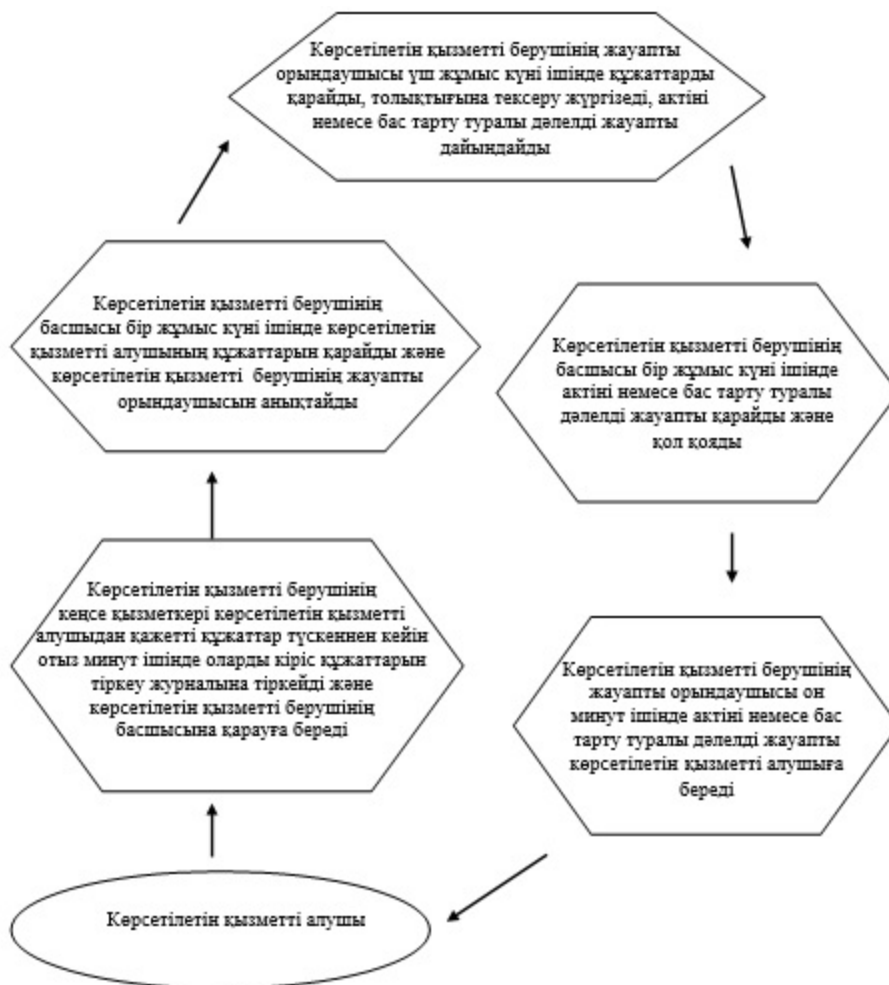 Көрсетілетін қызметті берушінің жауапты
орындаушысы үш жұмыс күні ішінде құжаттарды
қарайды, толықтығына тексеру жүргізеді, актіні
немесе бас тарту туралы дәлелді жауапты
дайындайды
Көрсетілетін қызметті берушінің
басшысы бір жұмыс күні ішінде көрсетілетін
қызметті алушының құжаттарын қарайды және
көрсетілетін қызметті берушінің жауапты
орындаушысын анықтайды
Көрсетілетін қызметті берушінің
басшысы бір жұмыс күні ішінде
актіні немесе бас тарту туралы
дәлелді жауапты қарайды және
қол қояды
Көрсетілетін қызметті берушінің
кеңсе қызметкері көрсетілетін қызметті
алушыдан қажетті құжаттар түскеннен кейін
отыз минут ішінде оларды кіріс құжаттарын
тіркеу журналына тіркейді және
көрсетілетін қызметті берушінің
басшысына қарауға береді
Көрсетілетін қызметті берушінің
жауапты орындаушысы он
минут ішінде актіні немесе бас
тарту туралы дәлелді жауапты
көрсетілетін қызметті алушыға
береді
Көрсетілетін қызметті алушы